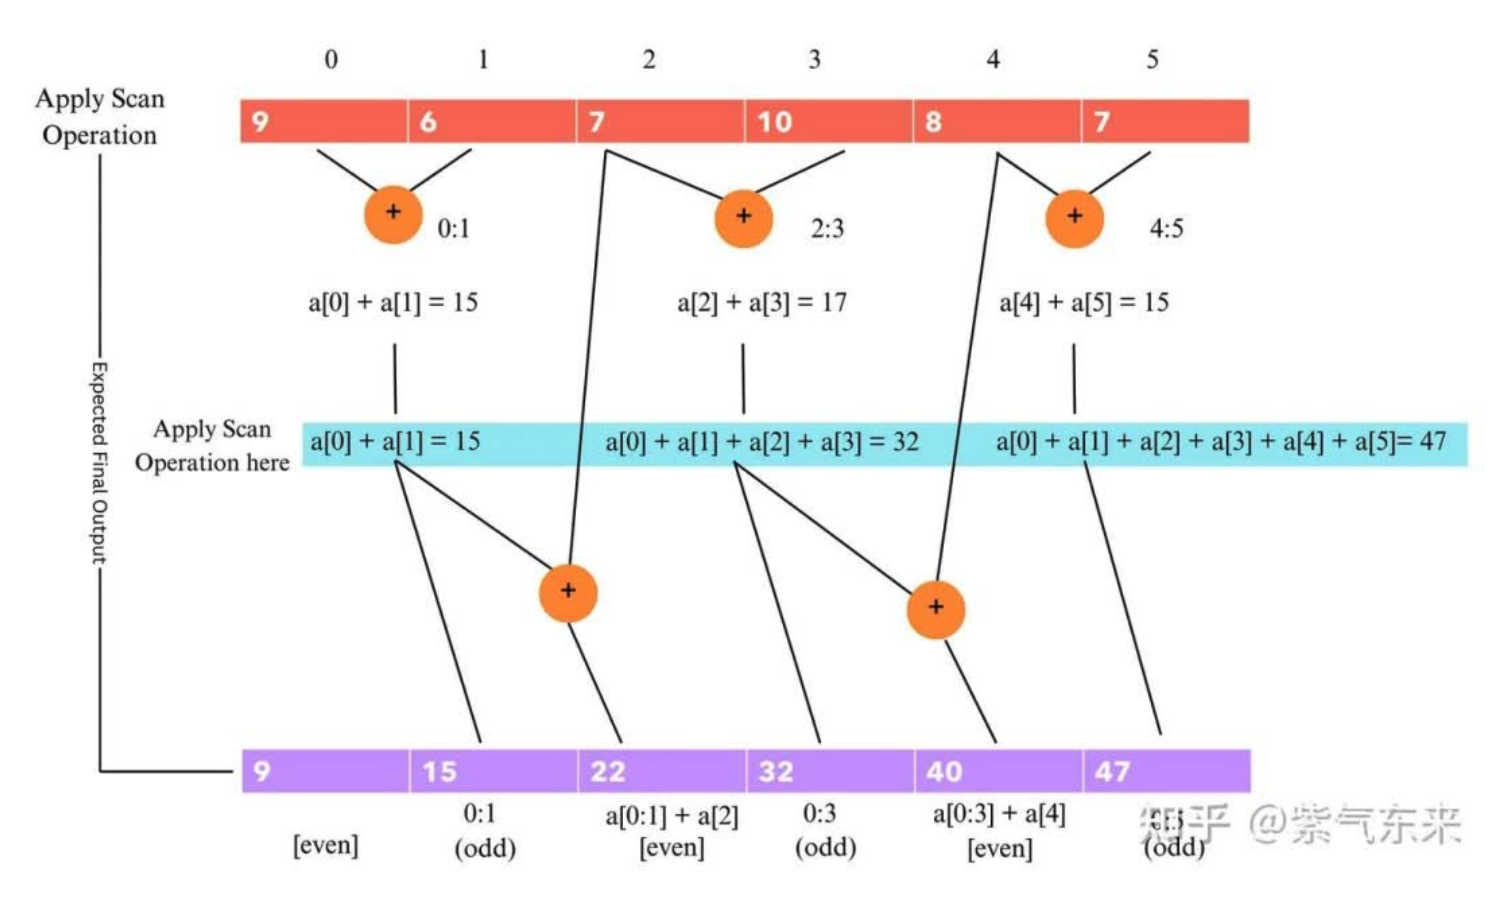 0 1 2 3 4 5
Apply Scan
Operation
9 6 7 10 8 7
+ + +
0:1 2:3 4:5
a[0] + a[1] = 15 a[2] + a[3] = 17 a[4] + a[5] = 15
Expected Final Output
Apply Scan
Operation here
a[0] + a[1] = 15 a[0] + a[1] + a[2] + a[3] = 32 a[0] + a[1] + a[2] + a[3] + a[4] + a[5]= 47
+ +
9 15 22 32 40 47
0:1 a[0:1] + a[2] 0:3 a[0:3] + a[4]
[even] (odd) [even] (odd) [even] (odd)
知乎 @紫气东来